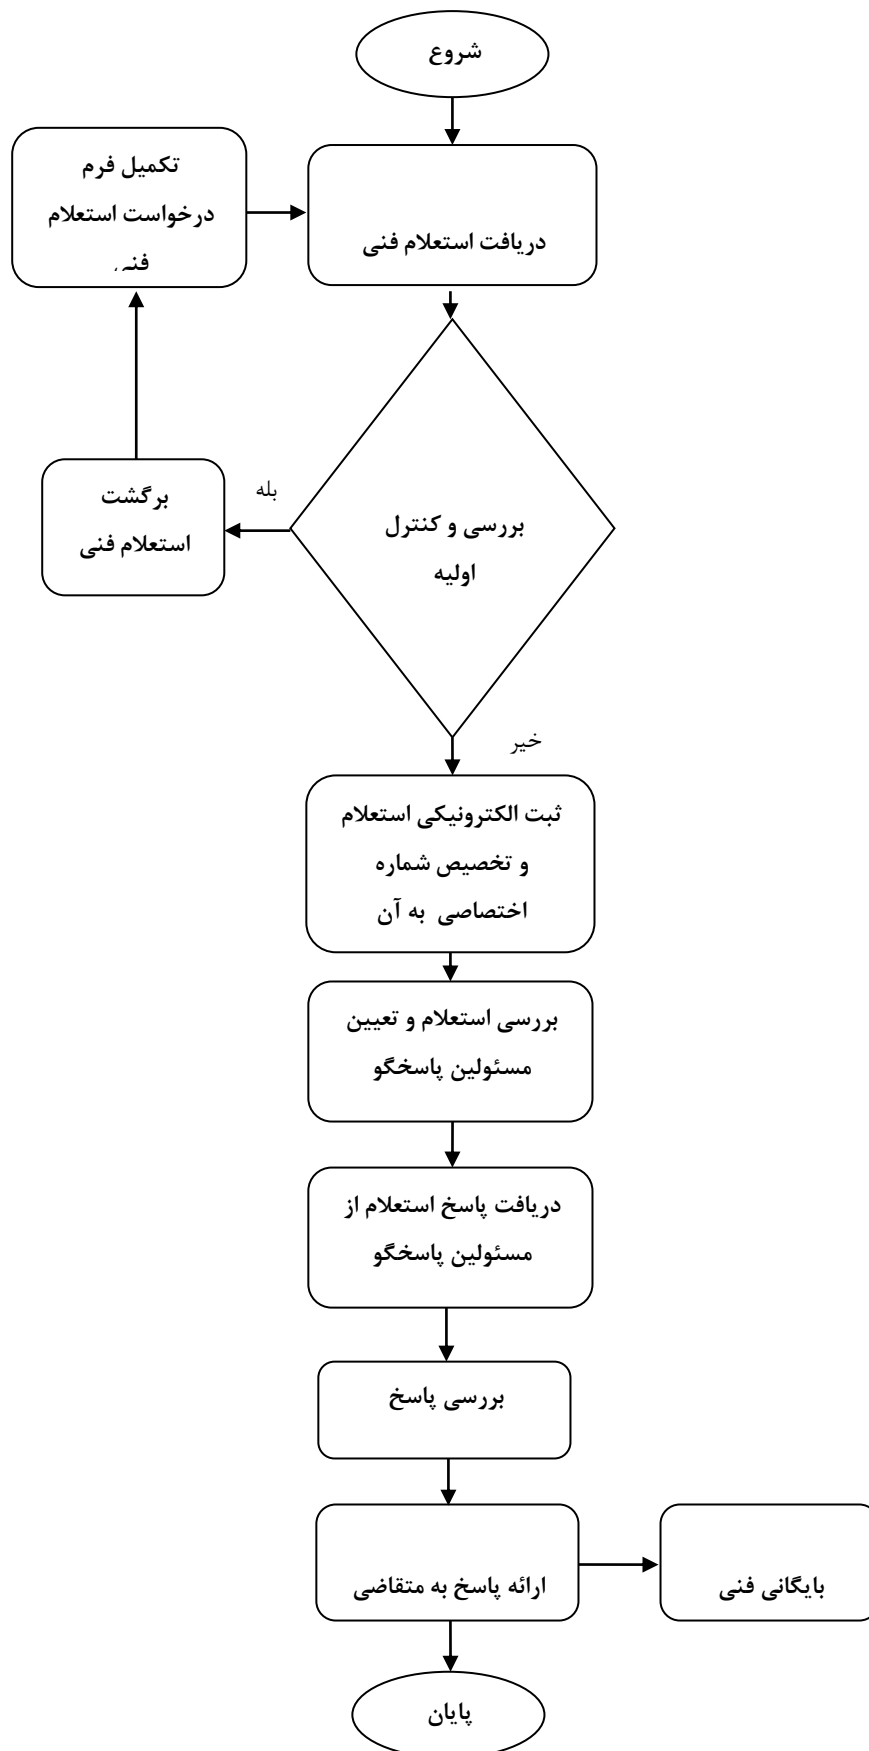 شروع
تکمیل فرم
درخواست استعلام
فنی
دریافت استعلام فنی
برگشت
استعلام فنی
بله
بررسی و کنترل
اولیه
خیر
ثبت الکترونیکی استعلام
و تخصیص شماره
اختصاصی به آن
بررسی استعلام و تعیین
مسئولین پاسخگو
دریافت پاسخ استعلام از
مسئولین پاسخگو
بررسی پاسخ
ارائه پاسخ به متقاضی
بایگانی فنی
پایان